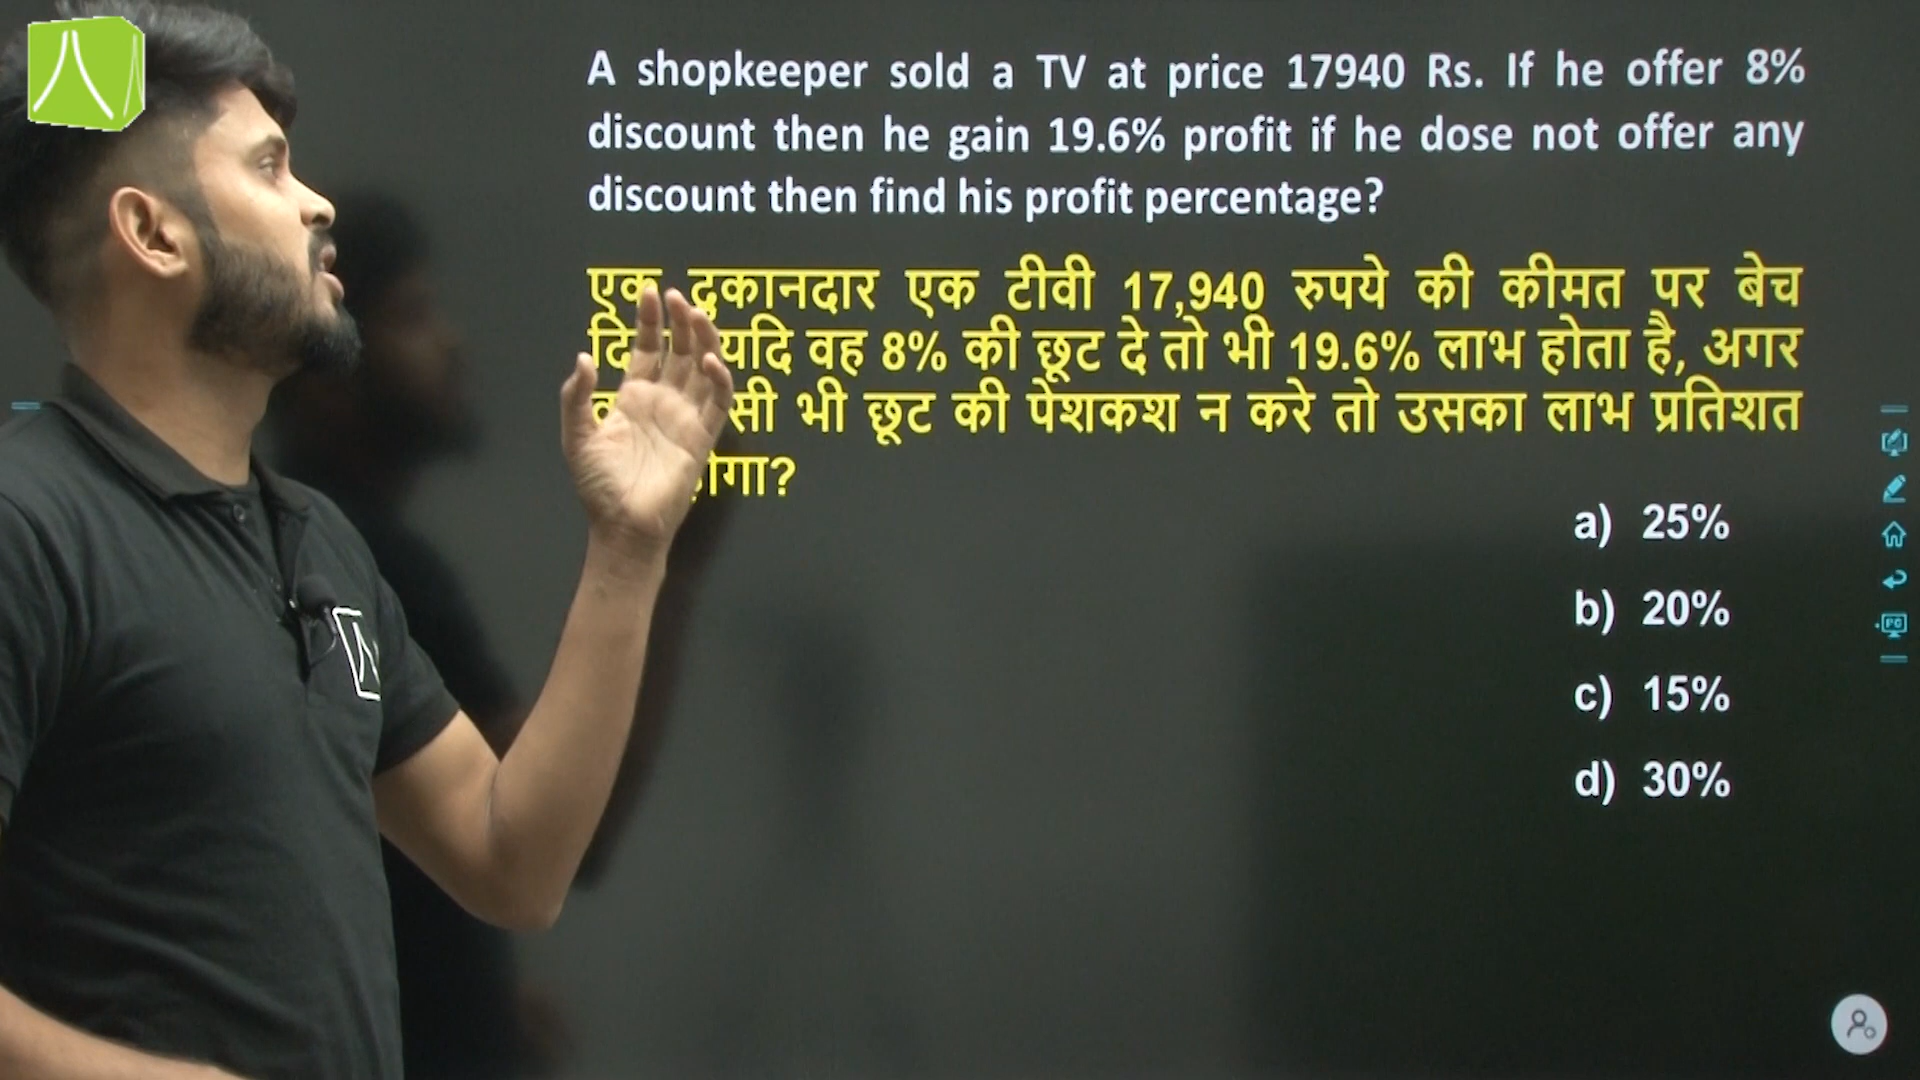 A shopkeeper sold a TV at price 17940 Rs. If he offer 8%
discount then he gain 19.6% profit if he dose not offer any
discount then find his profit percentage?
एक दुकानदार एक टीवी 17,940 रुपये की कीमत पर बेच
यदि वह 8% की छूट दे तो भी 19.6% लाभ होता है, अगर
भी छूट की पेशकश न करे तो उसका लाभ प्रतिशत
a) 25%
b) 20%
c) 15%
d) 30%
PC